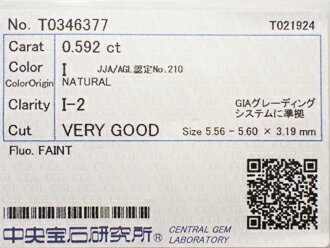 No. T0346377 T021924
Carat 0.592 ct
Color I JJA/AGL認定No.210
ColorOrigin NATURAL
Clarity I-2 GIAグレーディング
システムに準拠
Cut VERY GOOD Size 5.56 - 5.60 × 3.19 mm
Fluo. FAINT
中央宝石研究所® CENTRAL GEM
LABORATORY